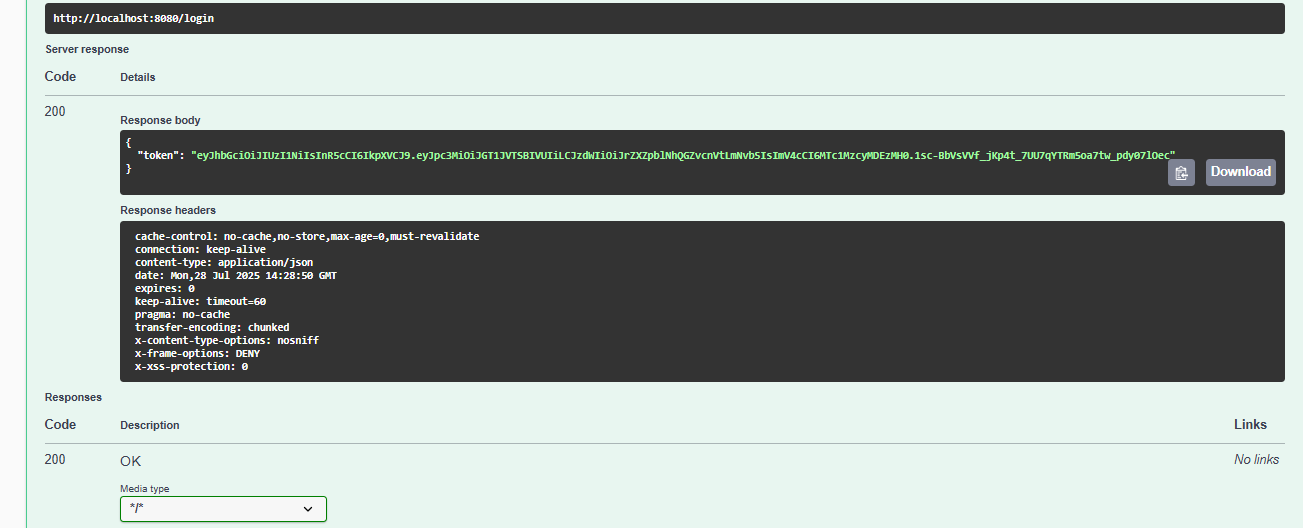 http://localhost:8080/login
Server response
Code Details
200
Response body
{
"token": "eyJhbGciOiJIUzI1NiIsInR5cCI6IkpXVCJ9.eyJpc3MiOiJGT1JVTSBIVUIiLCJzdWIiOiJrZXZpblNhQGZvcnVtLmNvbSIsImV4cCI6MTc1MzcyMDEzMH0.1sc-BbVsVVf_jKp4t_7UU7qYTRm5oa7tw_pdy07lOec"
}
Download
Response headers
cache-control: no-cache,no-store,max-age=0,must-revalidate
connection: keep-alive
content-type: application/json
date: Mon,28 Jul 2025 14:28:50 GMT
expires: 0
keep-alive: timeout=60
pragma: no-cache
transfer-encoding: chunked
x-content-type-options: nosniff
x-frame-options: DENY
x-xss-protection: 0
Responses
Code Description Links
200 OK No links
Media type
*/*